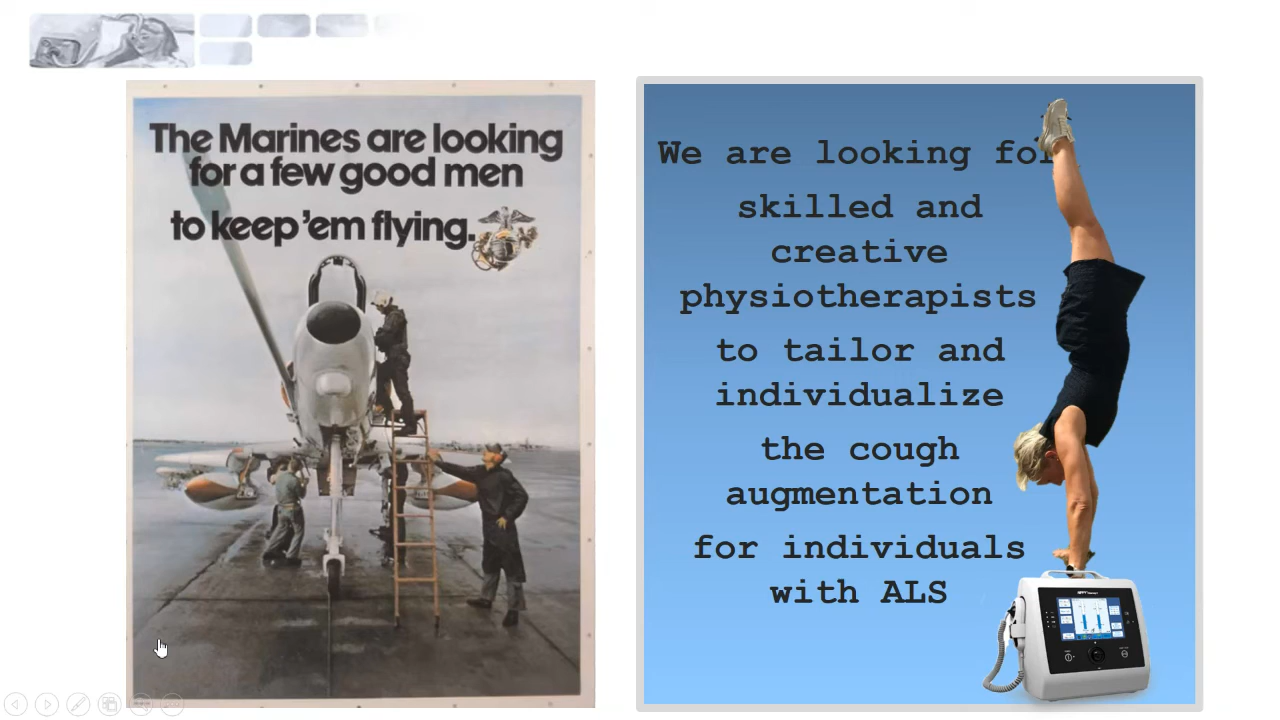 The Marines are looking
for a few good men
to keep 'em flying.
We are looking for
skilled and
creative
physiotherapists
to tailor and
individualize
the cough
augmentation
for individuals
with ALS